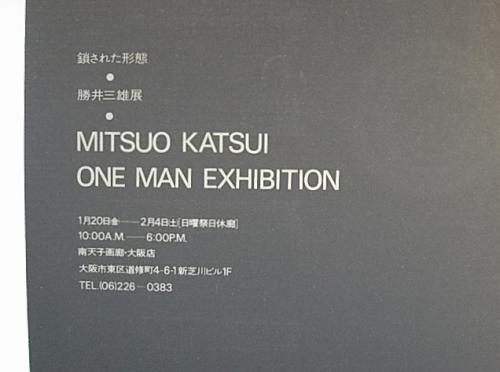 鎖された形態
●
勝井三雄展
●
MITSUO KATSUI
ONE MAN EXHIBITION
1月20日金——2月4日土[日曜祭日休廊]
10:00A.M.——6:00P.M.
南天子画廊・大阪店
大阪市東区道修町4-6-1新芝川ビル1F
TEL.(06)226—0383